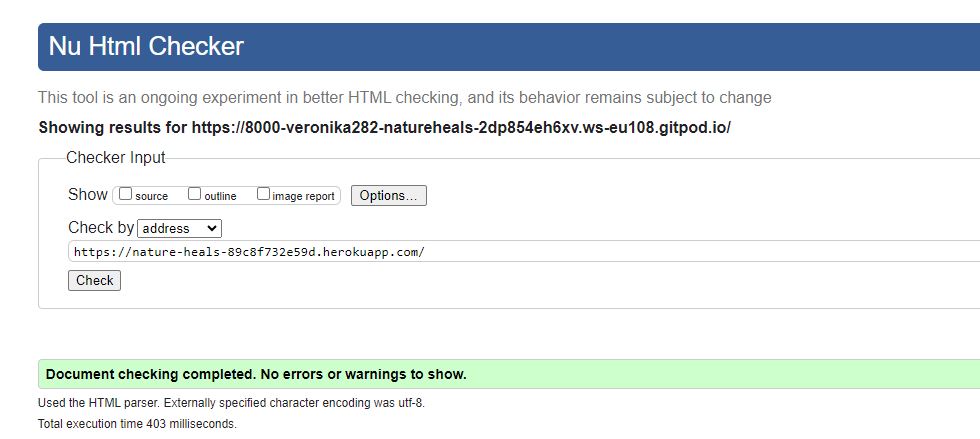 Nu Html Checker
This tool is an ongoing experiment in better HTML checking, and its behavior remains subject to change
Showing results for https://8000-veronika282-natureheals-2dp854eh6xv.ws-eu108.gitpod.io/
Checker Input
Show source outline image report Options...
Check by address
https://nature-heals-89c8f732e59d.herokuapp.com/
Check
Document checking completed. No errors or warnings to show.
Used the HTML parser. Externally specified character encoding was utf-8.
Total execution time 403 milliseconds.